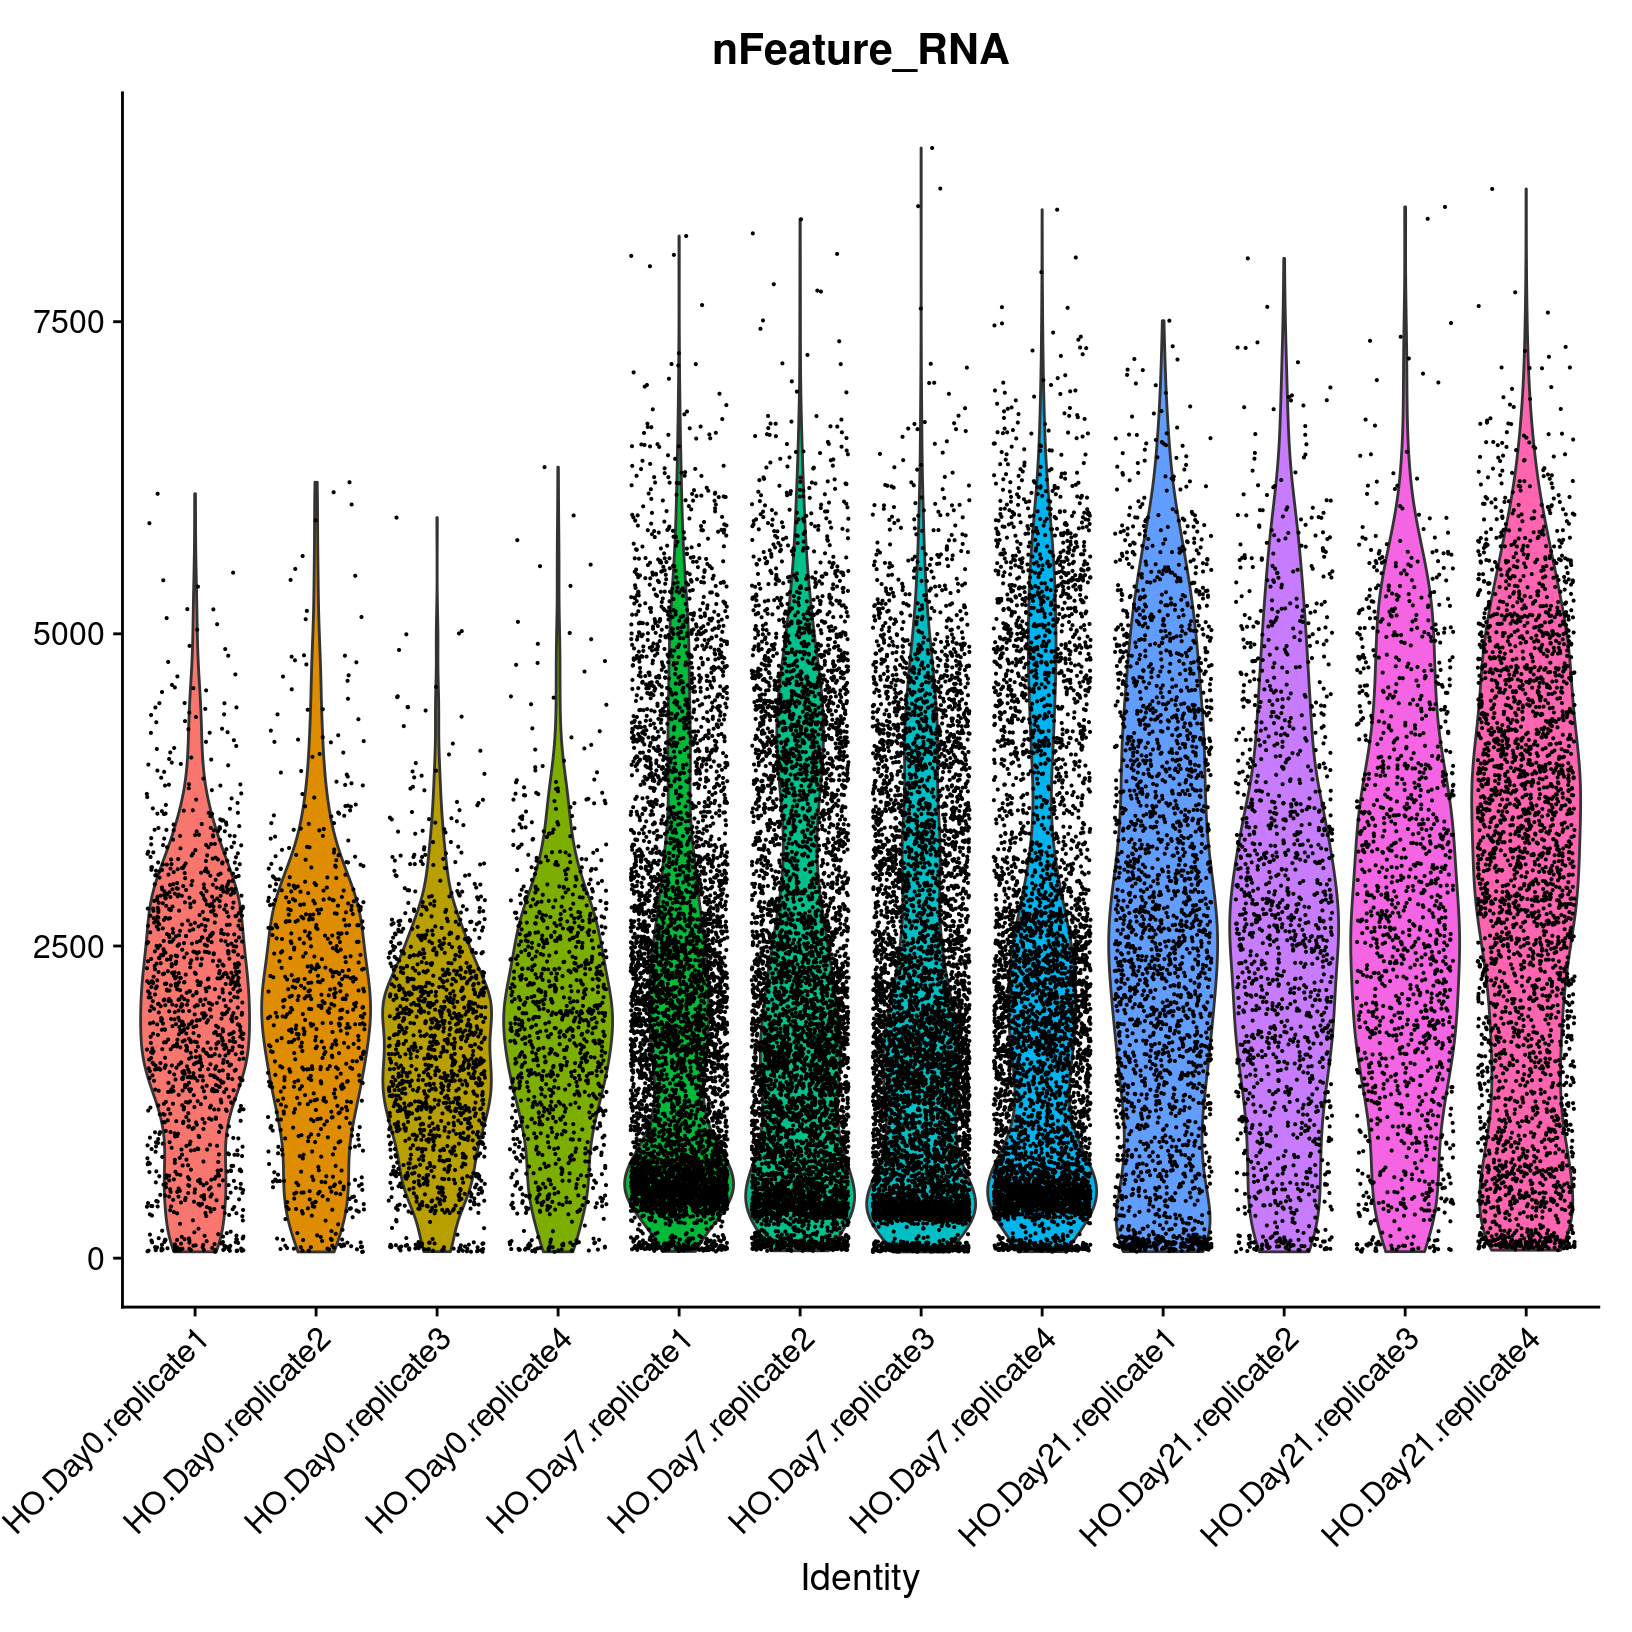 nFeature_RNA
7500
5000
2500
0
HO.Day0.replicate1
HO.Day0.replicate2
HO.Day0.replicate3
HO.Day0.replicate4
HO.Day7.replicate1
HO.Day7.replicate2
HO.Day7.replicate3
HO.Day7.replicate4
HO.Day21.replicate1
HO.Day21.replicate2
HO.Day21.replicate3
HO.Day21.replicate4
Identity